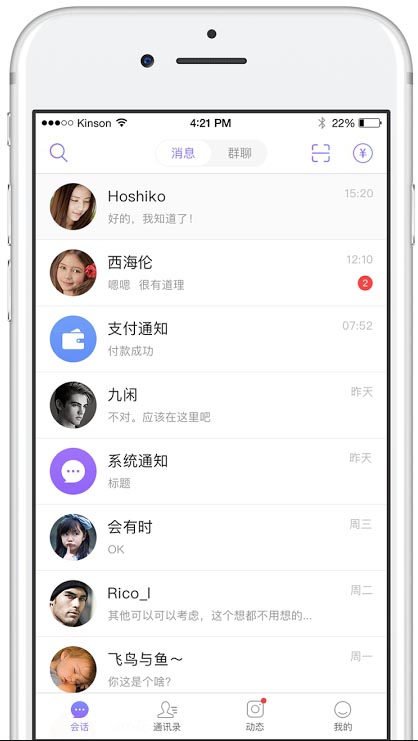 Kinson 4:21 PM 22%
消息 群聊 ¥
Hoshiko 15:20
好的，我知道了！
西海伦 12:10
嗯嗯 很有道理 2
支付通知 07:52
付款成功
九闲 昨天
不对。应该在这里吧
系统通知 昨天
标题
会有时 周三
OK
Rico_l 周二
其他可以可以考虑，这个想都不用想的...
飞鸟与鱼～ 周一
你这是个啥？
会话 通讯录 动态 我的